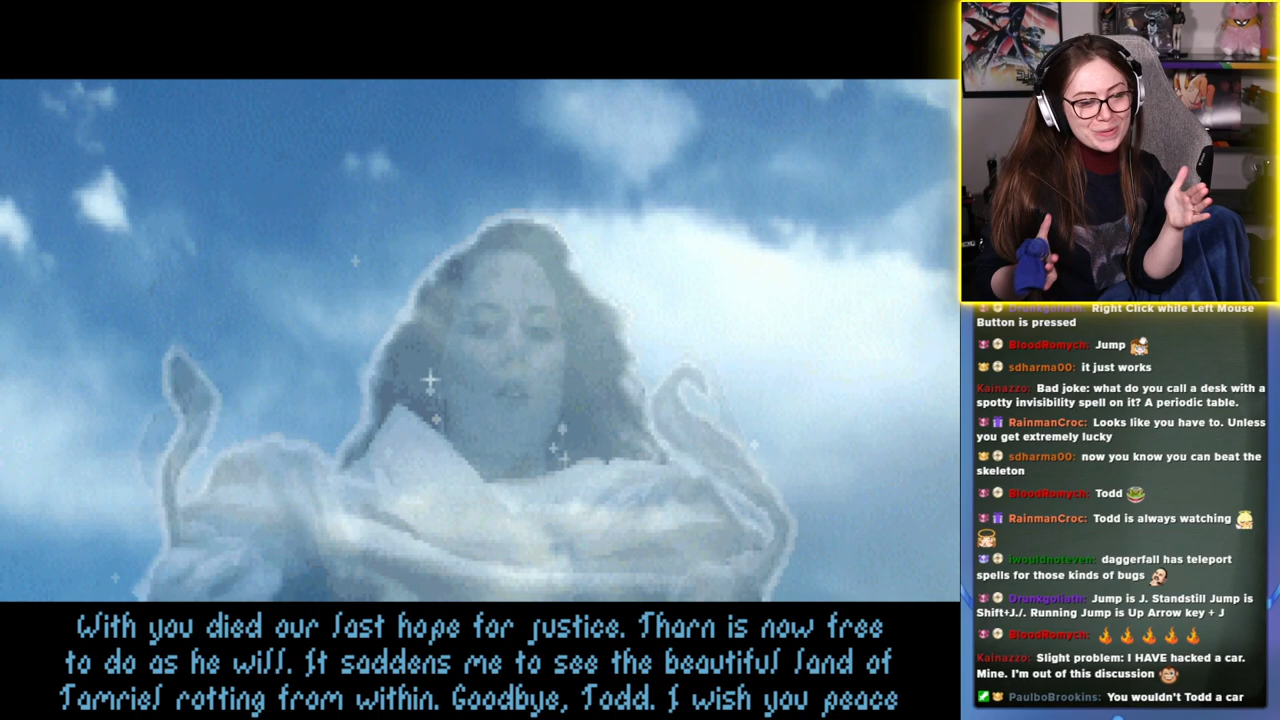 Drunkgoliath: Right Click while Left Mouse
Button is pressed
BloodRomych: Jump
sdharma00: it just works
Kainazzo: Bad joke: what do you call a desk with a
spotty invisibility spell on it? A periodic table.
RainmanCroc: Looks like you have to. Unless
you get extremely lucky
sdharma00: now you know you can beat the
skeleton
BloodRomych: Todd
RainmanCroc: Todd is always watching
iwouldnoteven: daggerfall has teleport
spells for those kinds of bugs
Drunkgoliath: Jump is J. Standstill Jump is
Shift+J./. Running Jump is Up Arrow key + J
BloodRomych:
Kainazzo: Slight problem: I HAVE hacked a car.
Mine. I'm out of this discussion
PaulboBrookins: You wouldn't Todd a car
With you died our last hope for justice. Tharn is now free
to do as he will. It saddens me to see the beautiful land of
Tamriel rotting from within. Goodbye, Todd. I wish you peace